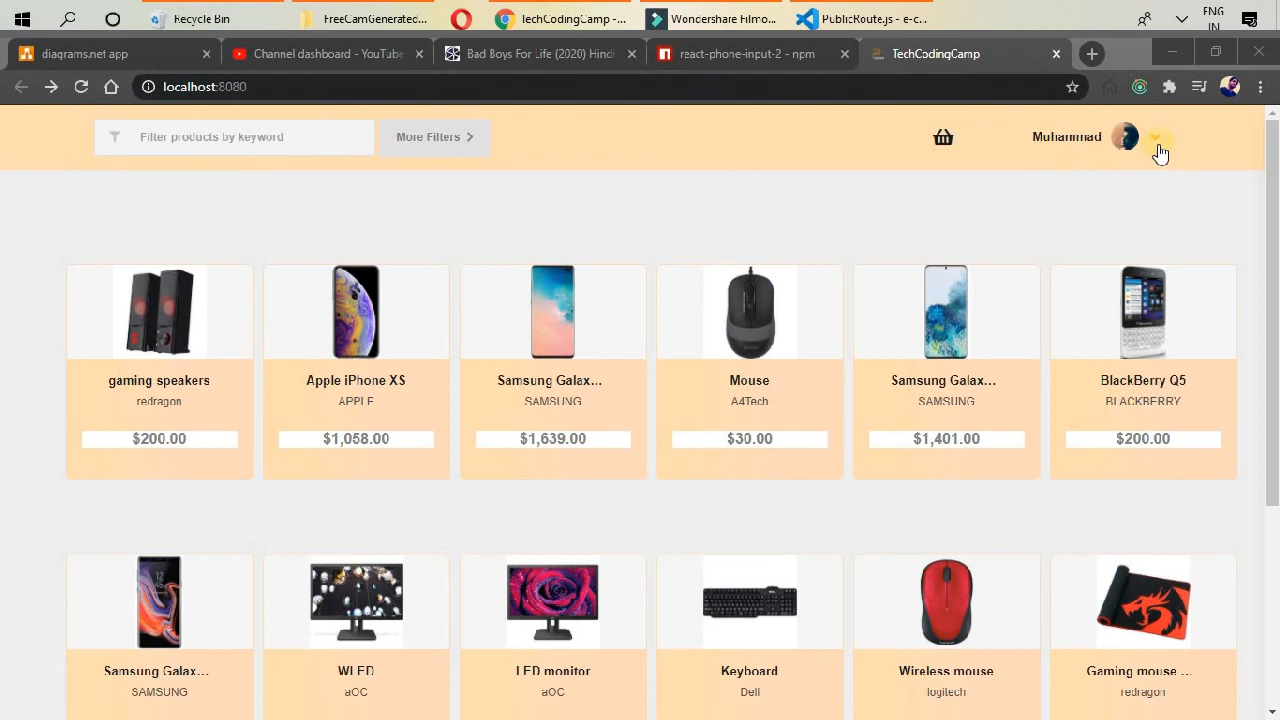 Recycle Bin
FreeCamGenerated...
TechCodingCamp -...
Wondershare Filmo...
PublicRoute.js - e-c...
ENG
IN
diagrams.net app
Channel dashboard - YouTube
Bad Boys For Life (2020) Hindi
react-phone-input-2 - npm
TechCodingCamp
localhost:8080
Filter products by keyword
More Filters
Muhammad
gaming speakers
redragon
$200.00
Apple iPhone XS
APPLE
$1,058.00
Samsung Galax...
SAMSUNG
$1,639.00
Mouse
A4Tech
$30.00
Samsung Galax...
SAMSUNG
$1,401.00
BlackBerry Q5
BLACKBERRY
$200.00
Samsung Galax...
SAMSUNG
WLED
aOC
LED monitor
aOC
Keyboard
Dell
Wireless mouse
logitech
Gaming mouse ...
redragon